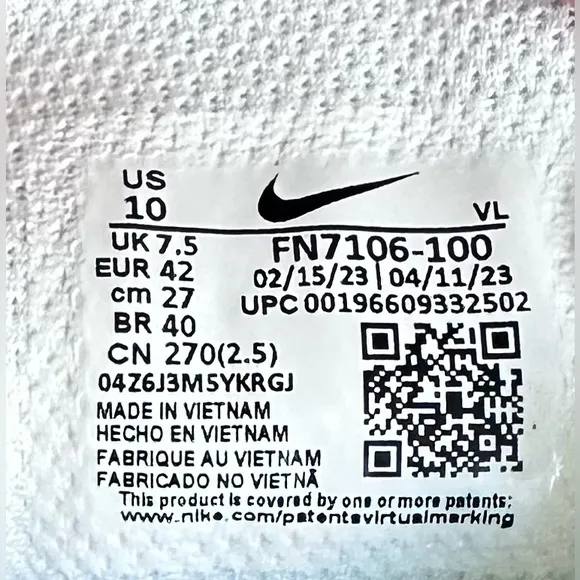 US
10
VL
UK 7.5
FN7106-100
EUR 42
02/15/23 | 04/11/23
cm 27
UPC 00196609332502
BR 40
CN 270(2.5)
04Z6J3M5YKRGJ
MADE IN VIETNAM
HECHO EN VIETNAM
FABRIQUE AU VIETNAM
FABRICADO NO VIETNÃ
This product is covered by one or more patents:
www.nike.com/patentsvirtualmarking